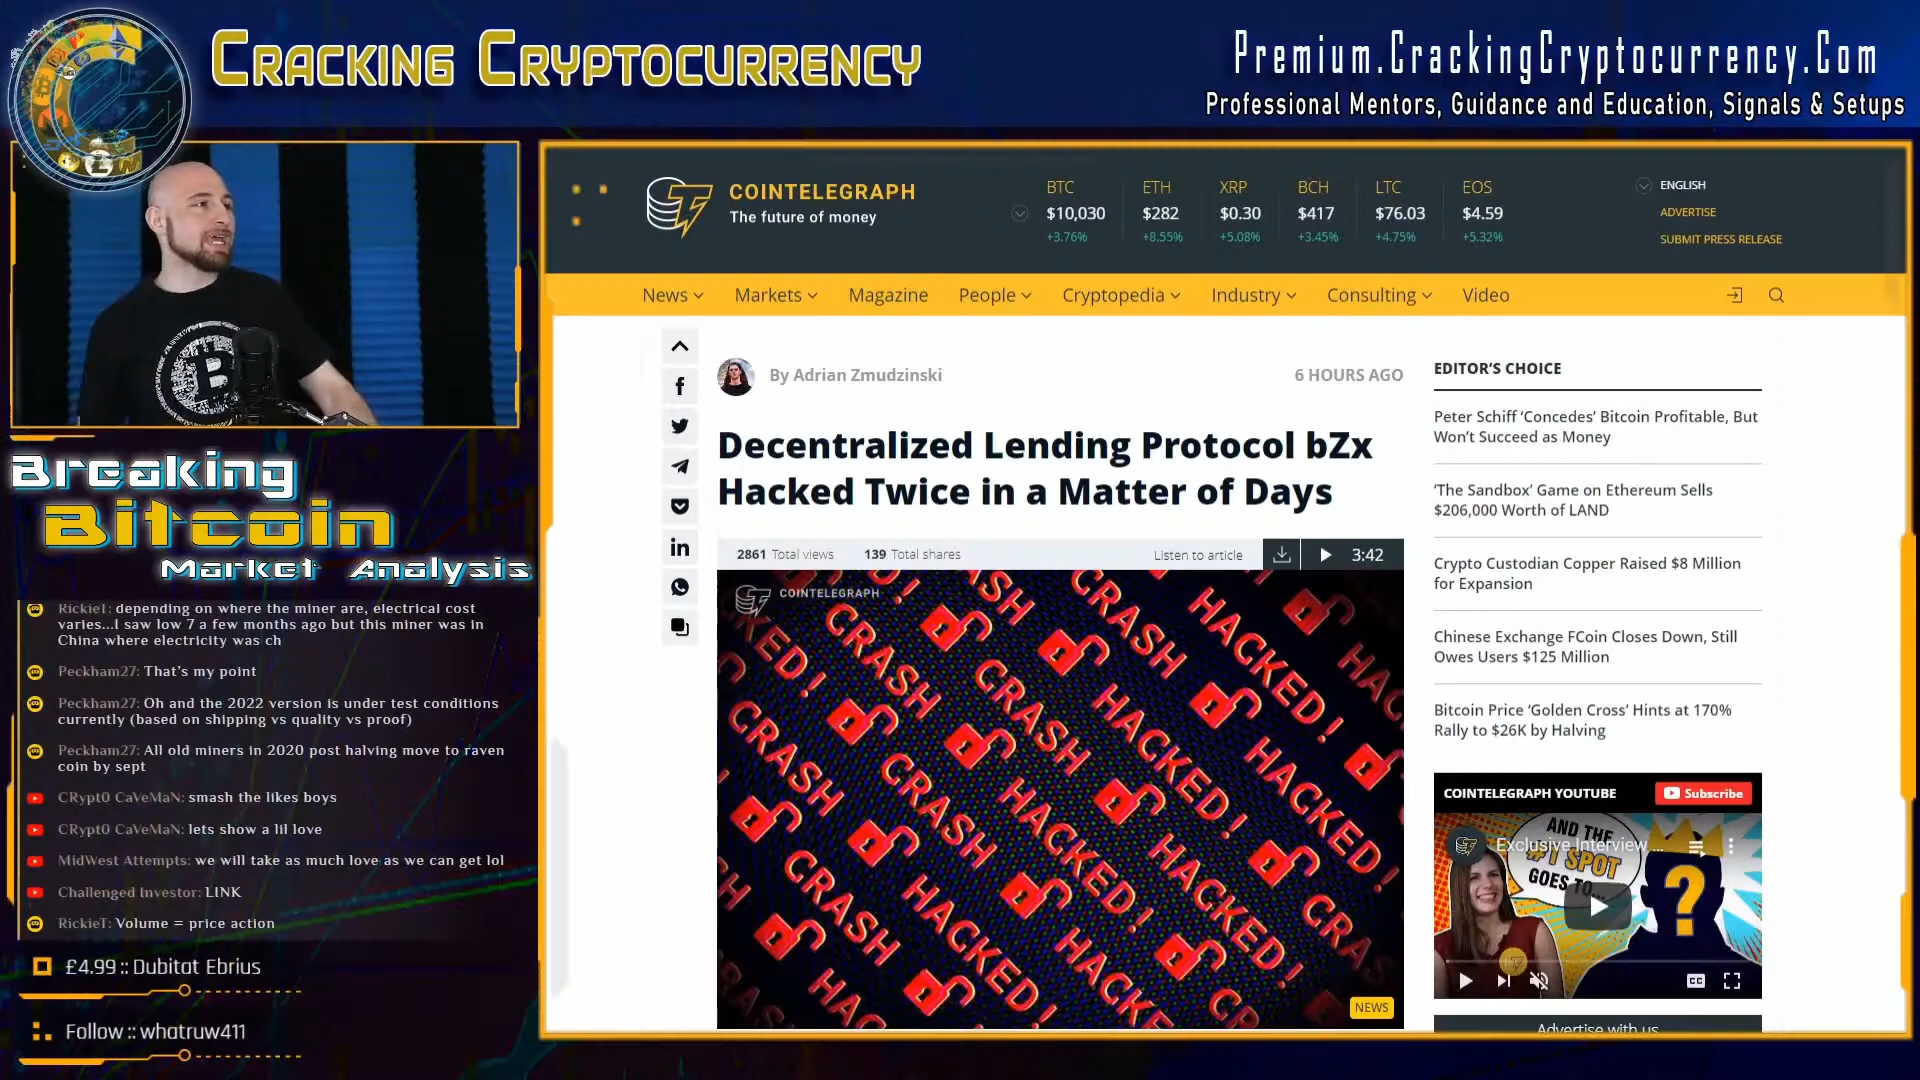 CRACKING CRYPTOCURRENCY
Premium.CrackingCryptocurrency.Com
Professional Mentors, Guidance and Education, Signals & Setups
B
Breaking
Bitcoin
Market Analysis
RickieT: depending on where the miner are, electrical cost
varies...I saw low 7 a few months ago but this miner was in
China where electricity was ch
Peckham27: That's my point
Peckham27: Oh and the 2022 version is under test conditions
currently (based on shipping vs quality vs proof)
Peckham27: All old miners in 2020 post halving move to raven
coin by sept
CRypt0 CaVeMaN: smash the likes boys
CRypt0 CaVeMaN: lets show a lil love
MidWest Attempts: we will take as much love as we can get lol
Challenged Investor: LINK
RickieT: Volume = price action
£4.99 :: Dubitat Ebrius
Follow :: whatruw411
COINTELEGRAPH
The future of money
BTC ETH XRP BCH LTC EOS
$10,030 $282 $0.30 $417 $76.03 $4.59
+3.76% +8.55% +5.08% +3.45% +4.75% +5.32%
ENGLISH
ADVERTISE
SUBMIT PRESS RELEASE
News Markets Magazine People Cryptopedia Industry Consulting Video
By Adrian Zmudzinski
6 HOURS AGO
Decentralized Lending Protocol bZx
Hacked Twice in a Matter of Days
2861 Total views 139 Total shares Listen to article 3:42
COINTELEGRAPH
CRASH HACKED!
CRASH HACKED!
CRASH HACKED!
CRASH HACKED!
NEWS
EDITOR'S CHOICE
Peter Schiff ‘Concedes’ Bitcoin Profitable, But
Won’t Succeed as Money
‘The Sandbox’ Game on Ethereum Sells
$206,000 Worth of LAND
Crypto Custodian Copper Raised $8 Million
for Expansion
Chinese Exchange FCoin Closes Down, Still
Owes Users $125 Million
Bitcoin Price ‘Golden Cross’ Hints at 170%
Rally to $26K by Halving
COINTELEGRAPH YOUTUBE
Subscribe
Exclusive Interview ...
AND THE
#1 SPOT
GOES TO...
?
CC
Advertise with us